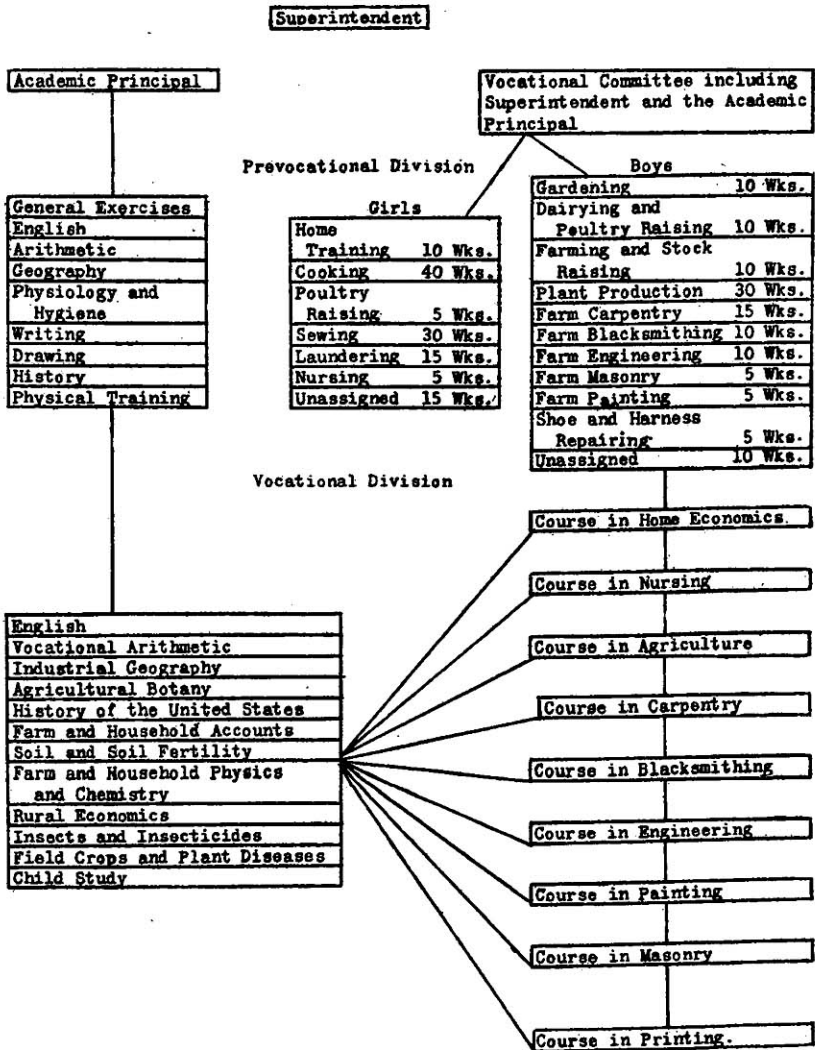 Superintendent
Academic Principal
Vocational Committee including
Superintendent and the Academic
Principal
Prevocational Division
General Exercises
English
Arithmetic
Geography
Physiology and
Hygiene
Writing
Drawing
History
Physical Training
Girls
Home
Training 10 Wks.
Cooking 40 Wks.
Poultry
Raising 5 Wks.
Sewing 30 Wks.
Laundering 15 Wks.
Nursing 5 Wks.
Unassigned 15 Wks.
Boys
Gardening 10 Wks.
Dairying and
Poultry Raising 10 Wks.
Farming and Stock
Raising 10 Wks.
Plant Production 30 Wks.
Farm Carpentry 15 Wks.
Farm Blacksmithing 10 Wks.
Farm Engineering 10 Wks.
Farm Masonry 5 Wks.
Farm Painting 5 Wks.
Shoe and Harness
Repairing 5 Wks.
Unassigned 10 Wks.
Vocational Division
English
Vocational Arithmetic
Industrial Geography
Agricultural Botany
History of the United States
Farm and Household Accounts
Soil and Soil Fertility
Farm and Household Physics
and Chemistry
Rural Economics
Insects and Insecticides
Field Crops and Plant Diseases
Child Study
Course in Home Economics.
Course in Nursing
Course in Agriculture
Course in Carpentry
Course in Blacksmithing
Course in Engineering
Course in Painting
Course in Masonry
Course in Printing.